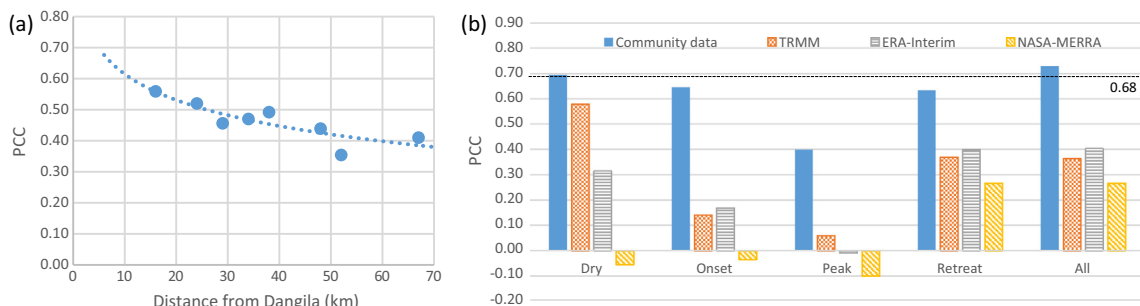 (a)
0.80
0.70
0.60
0.50
0.40
0.30
0.20
0.10
0.00
PCC
0 10 20 30 40 50 60 70
Distance from Dangila (km)
(b)
0.90
0.80
0.70
0.60
0.50
0.40
0.30
0.20
0.10
0.00
-0.10
-0.20
PCC
Community data TRMM ERA-Interim NASA-MERRA
0.68
Dry Onset Peak Retreat All